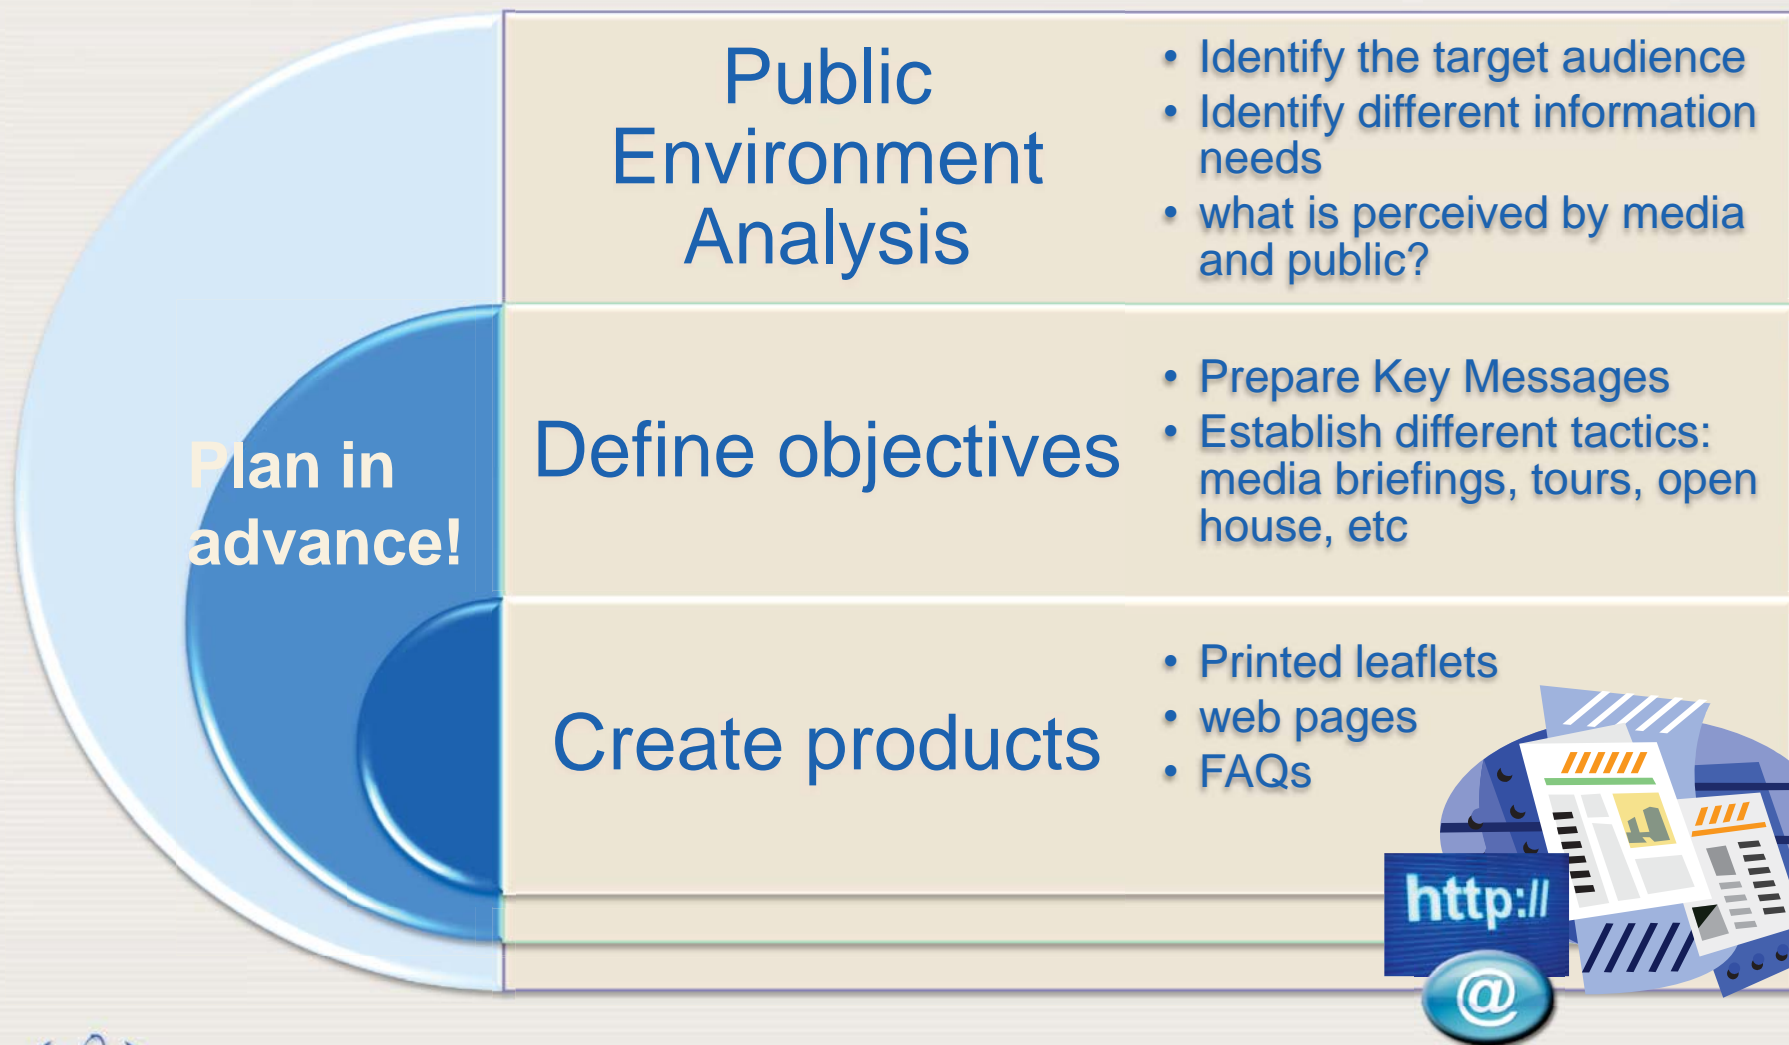 Plan in
advance!
Public
Environment
Analysis
• Identify the target audience
• Identify different information
needs
• what is perceived by media
and public?
Define objectives
• Prepare Key Messages
• Establish different tactics:
media briefings, tours, open
house, etc
Create products
• Printed leaflets
• web pages
• FAQs
http://
@